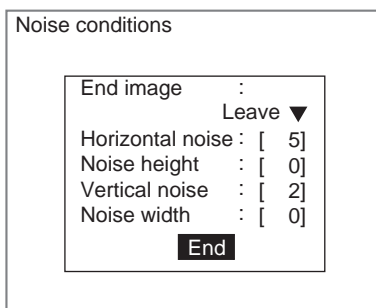 Noise conditions
End image :
Leave ▼
Horizontal noise : [ 5]
Noise height : [ 0]
Vertical noise : [ 2]
Noise width : [ 0]
End